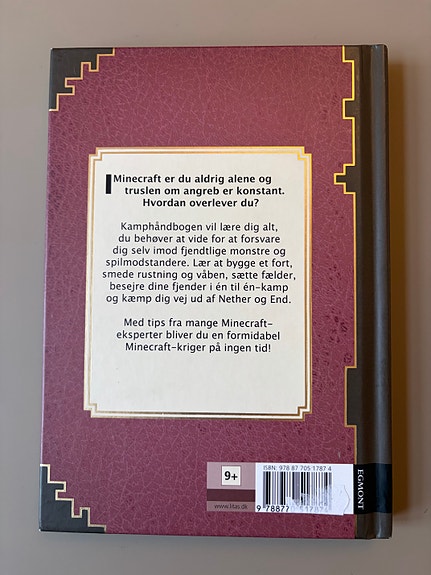 I Minecraft er du aldrig alene og
truslen om angreb er konstant.
Hvordan overlever du?
Kamphåndbogen vil lære dig alt,
du behøver at vide for at forsvare
dig selv imod fjendtlige monstre og
spilmodstandere. Lær at bygge et fort,
smede rustning og våben, sætte fælder,
besejre dine fjender i én til én-kamp
og kæmp dig vej ud af Nether og End.
Med tips fra mange Minecraft-
eksperter bliver du en formidabel
Minecraft-kriger på ingen tid!
9+
www.litas.dk
ISBN: 978 87 705 1787 4
EGMONT